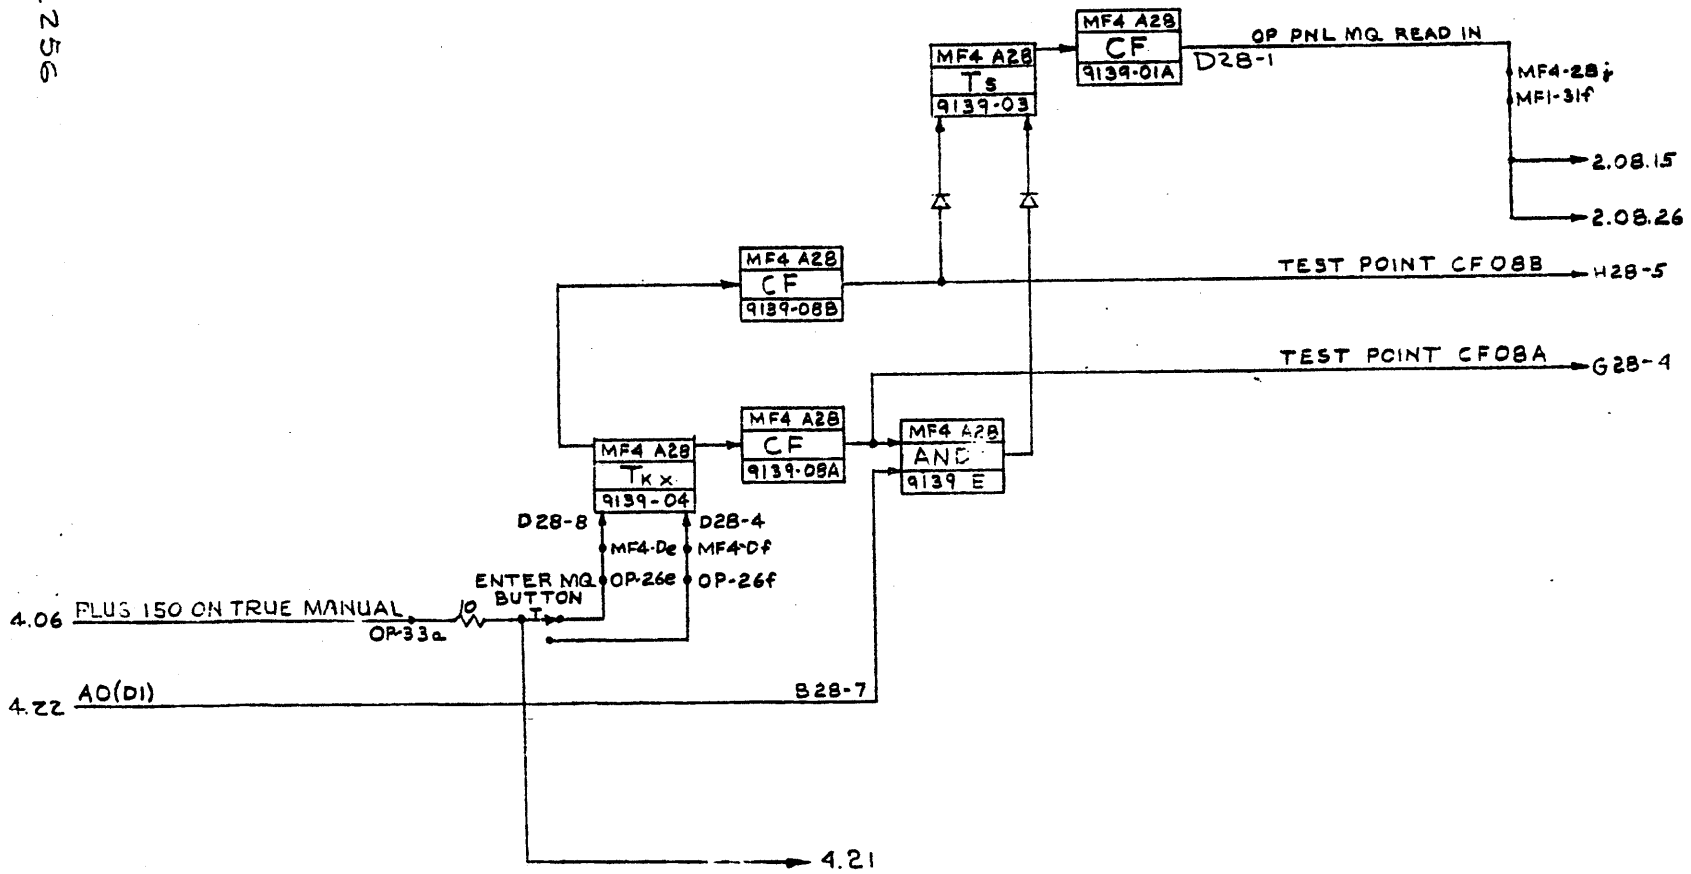 256
MF4 A28
CF
9139-01A
D28-1
OP PNL MQ READ IN
MF4-28j
MF1-31f
2.08.15
2.08.26
MF4 A28
T5
9139-03
MF4 A28
CF
9139-08B
TEST POINT CF08B
H28-5
TEST POINT CF08A
G28-4
MF4 A28
CF
9139-08A
MF4 A28
AND
9139 E
MF4 A28
TKX
9139-04
D28-8
D28-4
MF4-De
MF4-Df
ENTER MQ
BUTTON
OP-26e
OP-26f
4.06
PLUS 150 ON TRUE MANUAL
OP-33a
10
4.22
A0(D1)
B28-7
4.21